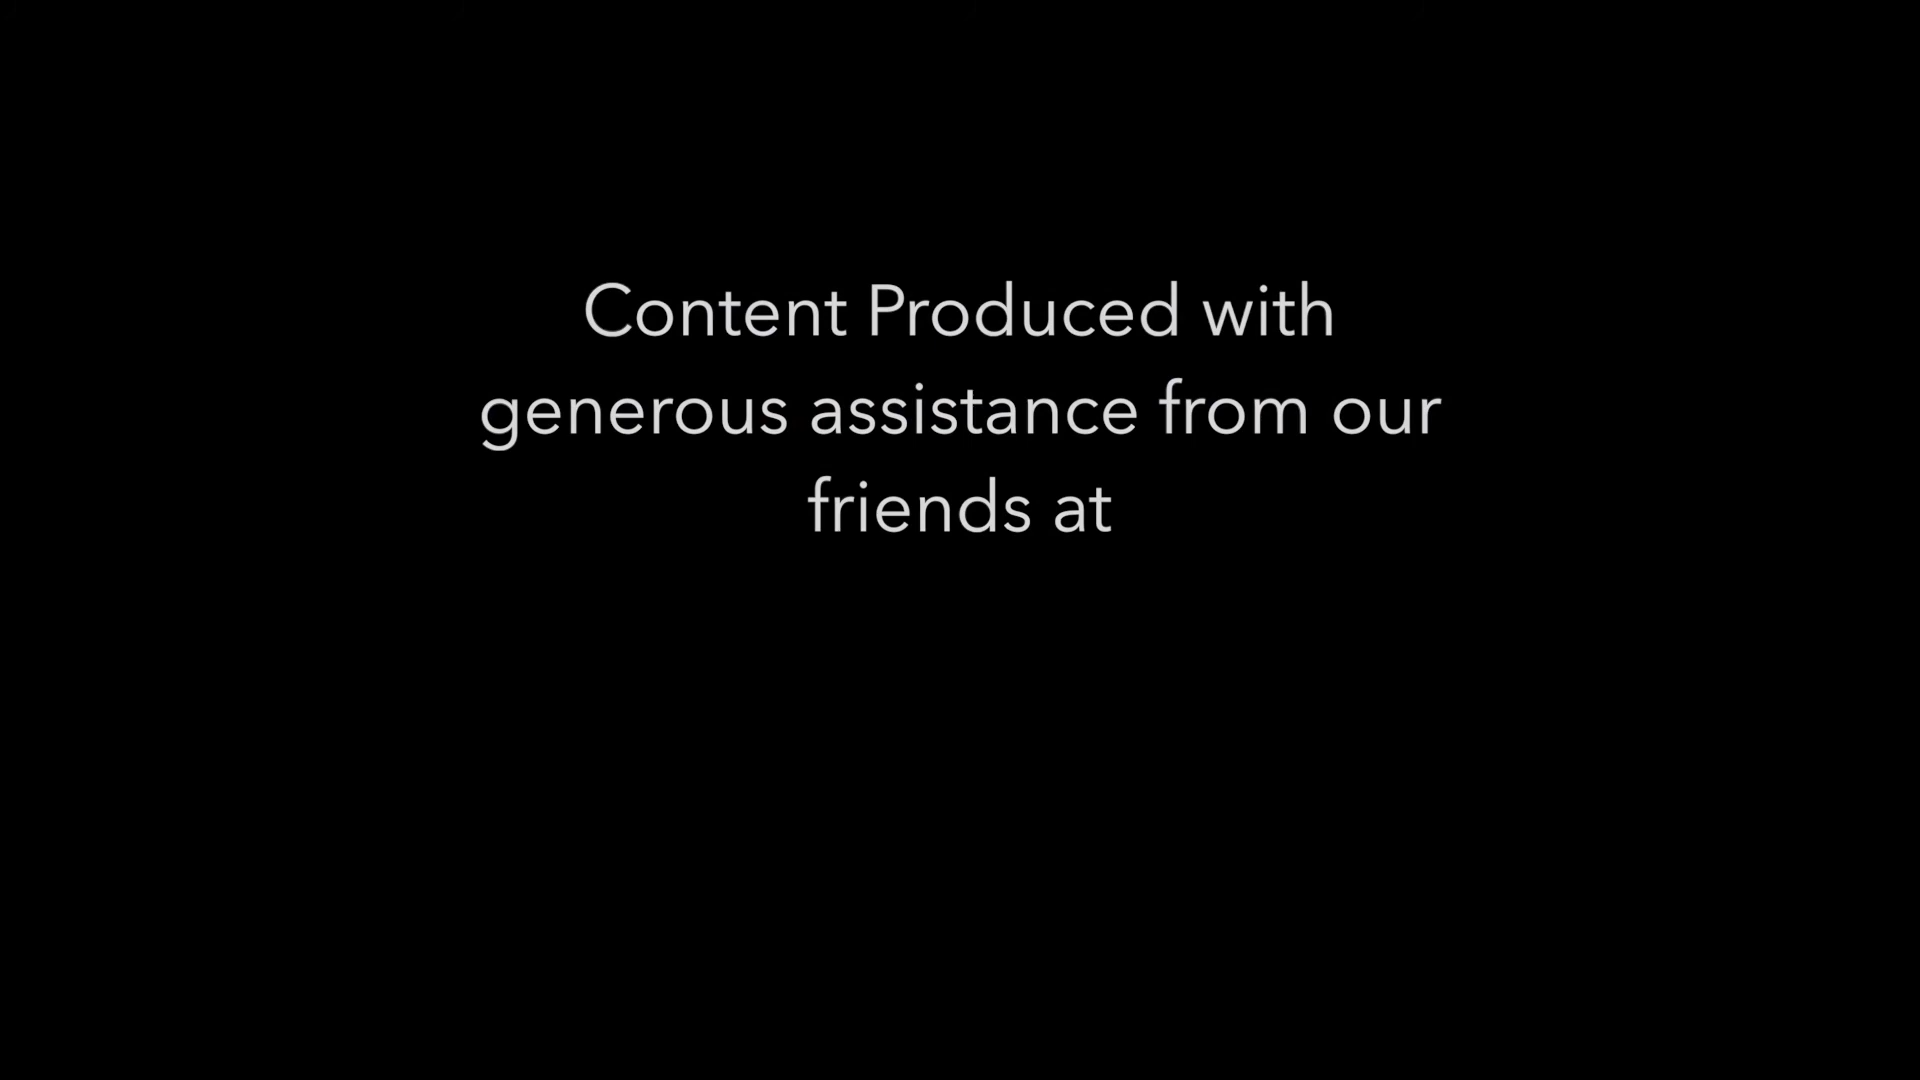 Content Produced with
generous assistance from our
friends at